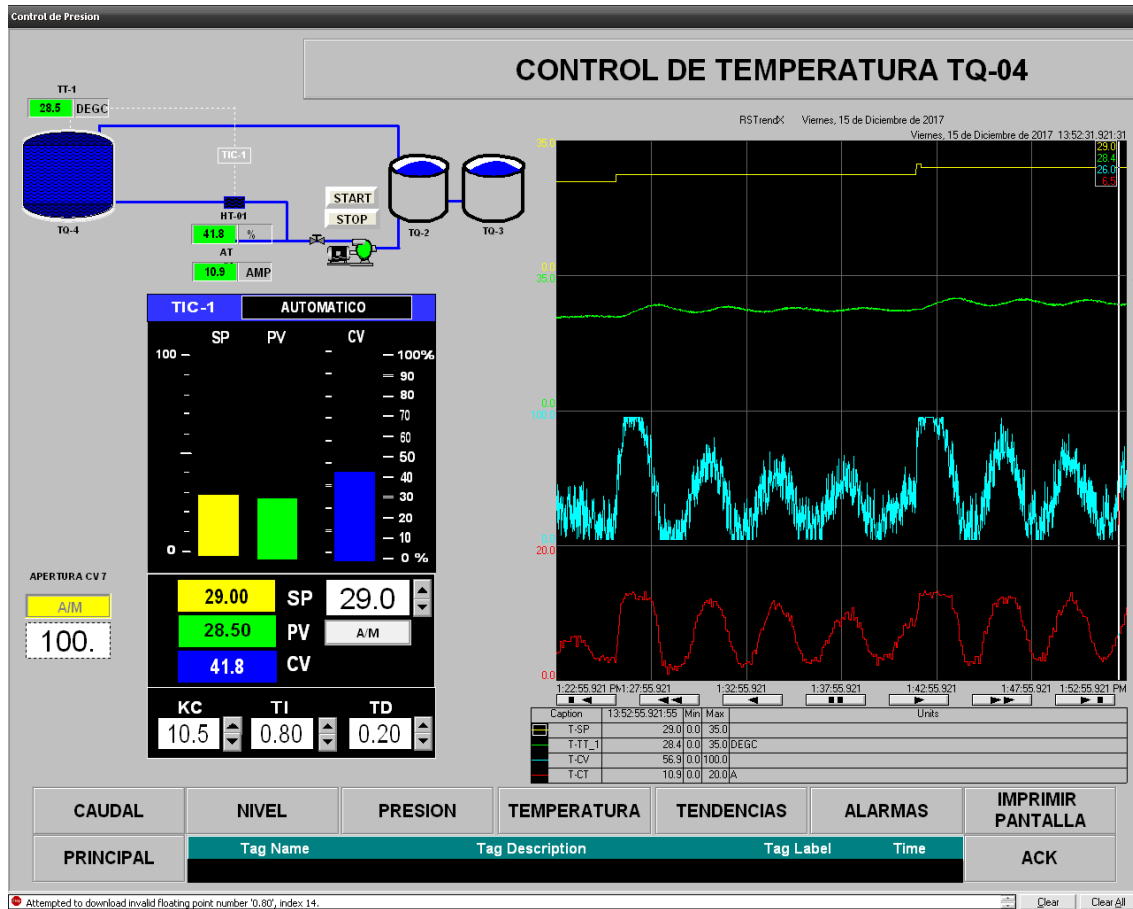 Control de Presion
CONTROL DE TEMPERATURA TQ-04
TT-1
28.5 DEGC
TIC-1
HT-01
41.8 %
AT
10.9 AMP
TQ-4
START
STOP
TQ-2
TQ-3
RSTrendX Viernes, 15 de Diciembre de 2017
Viernes, 15 de Diciembre de 2017 13:52:31.921:31
35.0
29.0
28.4
26.0
6.5
0.0
35.0
0.0
100.0
0.0
20.0
0.0
1:22:55.921 PM 1:27:55.921 1:32:55.921 1:37:55.921 1:42:55.921 1:47:55.921 1:52:55.921 PM
Caption 13:52:55.921:55 Min Max Units
T-SP 29.0 0.0 35.0
T-TT_1 28.4 0.0 35.0 DEGC
T-CV 56.9 0.0 100.0
T-CT 10.9 0.0 20.0 A
TIC-1 AUTOMATICO
SP PV CV
100
0
100%
90
80
70
60
50
40
30
20
10
0 %
APERTURA CV 7
A/M
100.
29.00 SP 29.0
28.50 PV A/M
41.8 CV
KC TI TD
10.5 0.80 0.20
CAUDAL NIVEL PRESION TEMPERATURA TENDENCIAS ALARMAS IMPRIMIR PANTALLA
PRINCIPAL Tag Name Tag Description Tag Label Time ACK
Attempted to download invalid floating point number '0.80', index 14. Clear Clear All